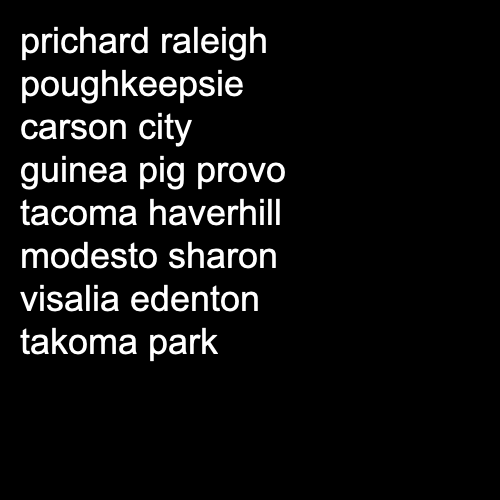 prichard raleigh
poughkeepsie
carson city
guinea pig provo
tacoma haverhill
modesto sharon
visalia edenton
takoma park